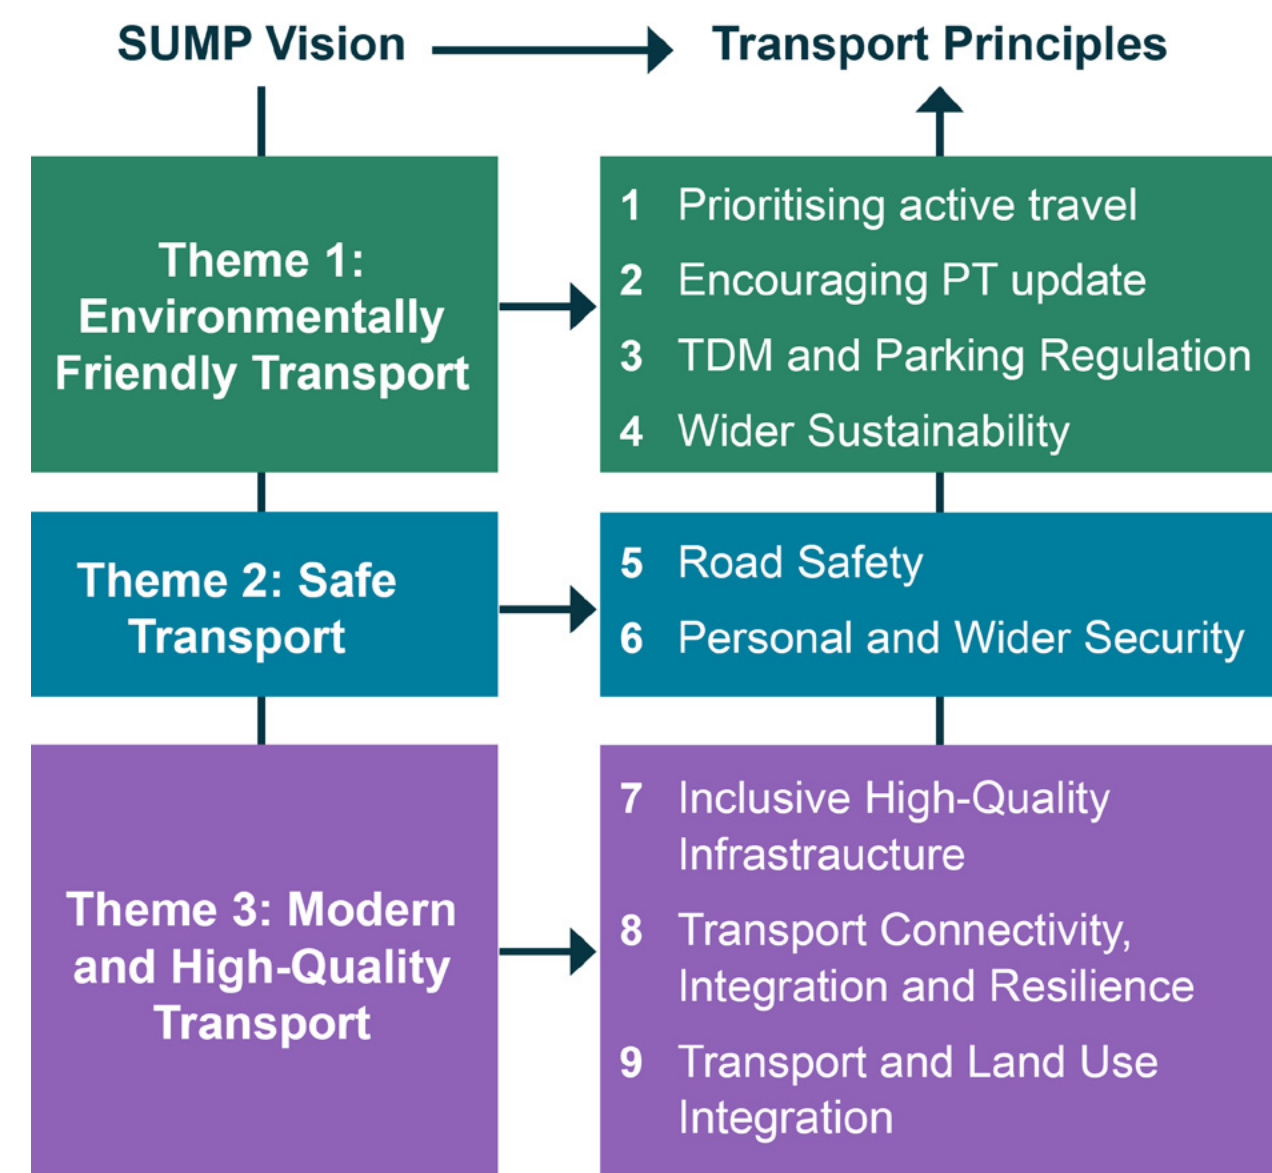 SUMP Vision
Transport Principles
Theme 1:
Environmentally
Friendly Transport
1 Prioritising active travel
2 Encouraging PT update
3 TDM and Parking Regulation
4 Wider Sustainability
Theme 2: Safe
Transport
5 Road Safety
6 Personal and Wider Security
Theme 3: Modern
and High-Quality
Transport
7 Inclusive High-Quality
Infrastraucture
8 Transport Connectivity,
Integration and Resilience
9 Transport and Land Use
Integration